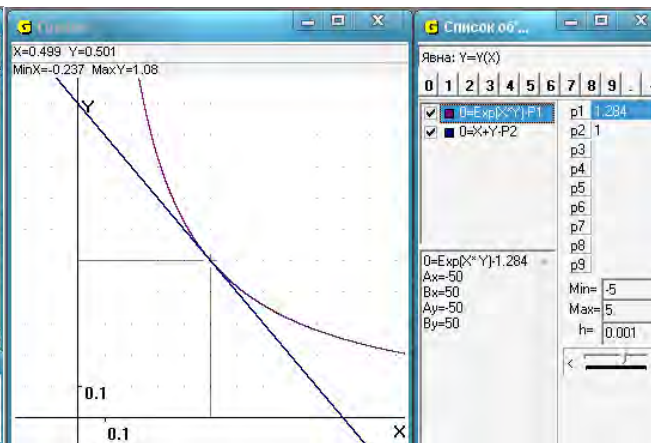 X=0.499 Y=0.501
MinX=-0.237 MaxY=1.08
Y
0.1
0.1
X
Список об'...
Явна: Y=Y(X)
0 1 2 3 4 5 6 7 8 9 .
0=Exp(X*Y)-P1
0=X+Y-P2
p1 1.284
p2 1
p3
p4
p5
p6
p7
p8
p9
0=Exp(X*Y)-1.284
Ax=-50
Bx=50
Ay=-50
By=50
Min= -5
Max= 5
h= 0.001
<